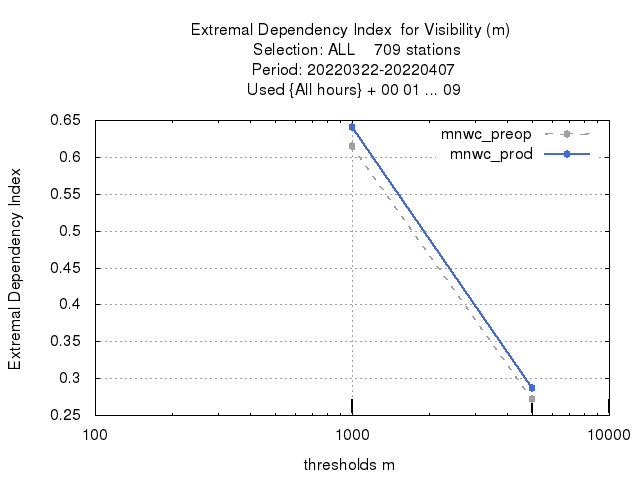 Extremal Dependency Index  for Visibility (m)
Selection: ALL    709 stations
Period: 20220322-20220407
Used {All hours} + 00 01 ... 09
mnwc_preop
mnwc_prod
Extremal Dependency Index
0.65
0.6
0.55
0.5
0.45
0.4
0.35
0.3
0.25
100 1000 10000
thresholds m